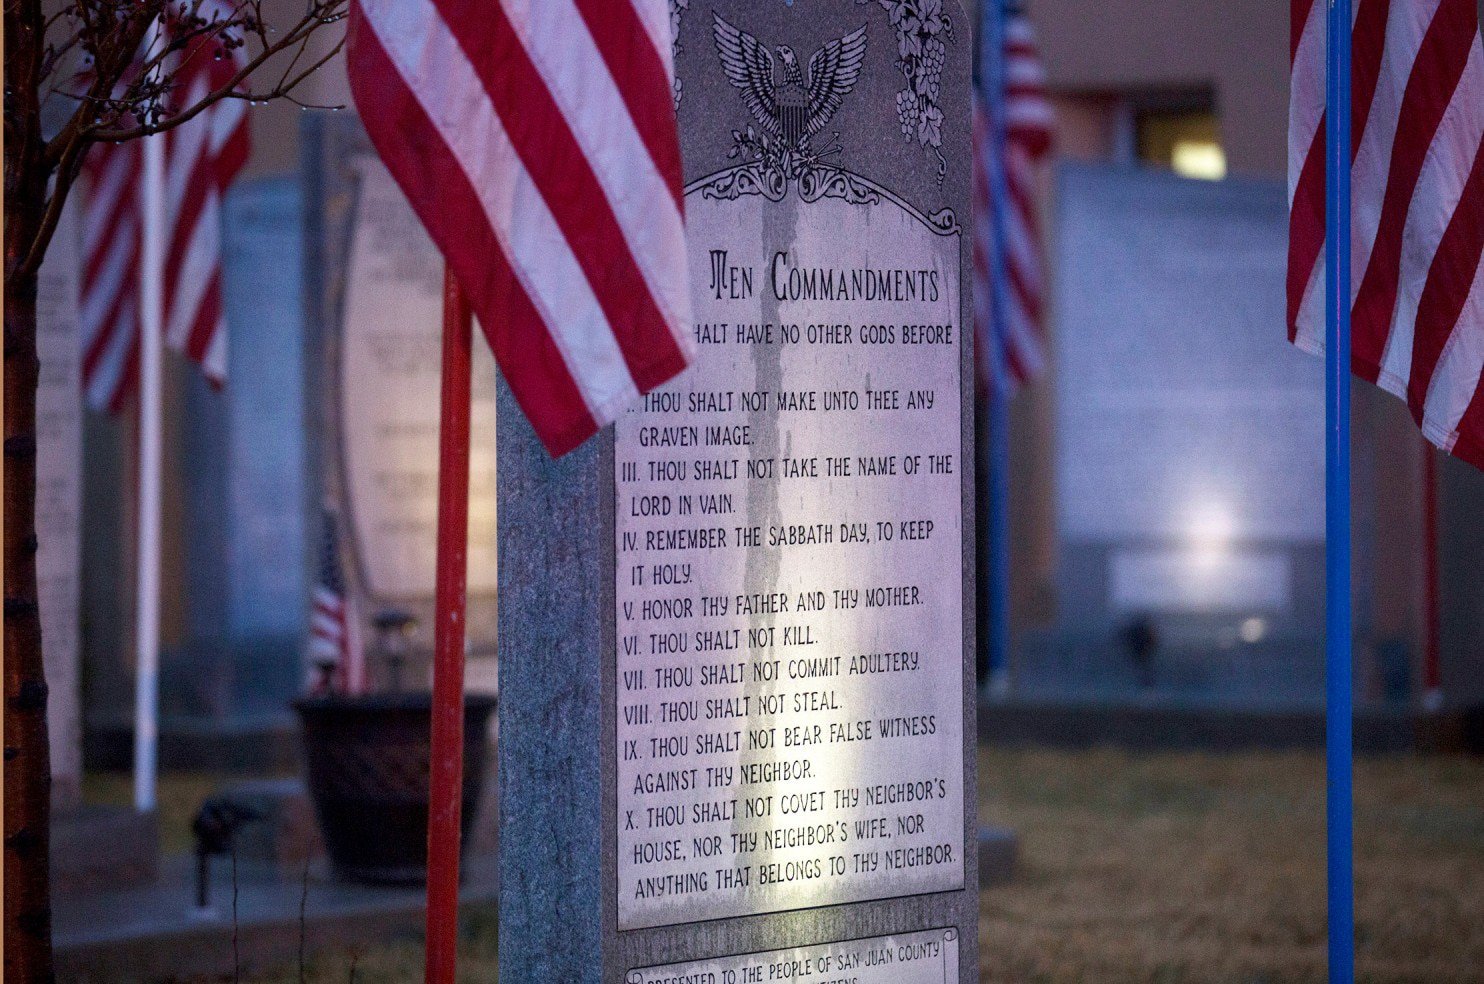 Ten Commandments
HALT HAVE NO OTHER GODS BEFORE
THOU SHALT NOT MAKE UNTO THEE ANY
GRAVEN IMAGE.
III. THOU SHALT NOT TAKE THE NAME OF THE
LORD IN VAIN.
IV. REMEMBER THE SABBATH DAY, TO KEEP
IT HOLY.
V. HONOR THY FATHER AND THY MOTHER.
VI. THOU SHALT NOT KILL.
VII. THOU SHALT NOT COMMIT ADULTERY.
VIII. THOU SHALT NOT STEAL.
IX. THOU SHALT NOT BEAR FALSE WITNESS
AGAINST THY NEIGHBOR.
X. THOU SHALT NOT COVET THY NEIGHBOR'S
HOUSE, NOR THY NEIGHBOR'S WIFE, NOR
ANYTHING THAT BELONGS TO THY NEIGHBOR.
PRESENTED TO THE PEOPLE OF SAN JUAN COUNTY